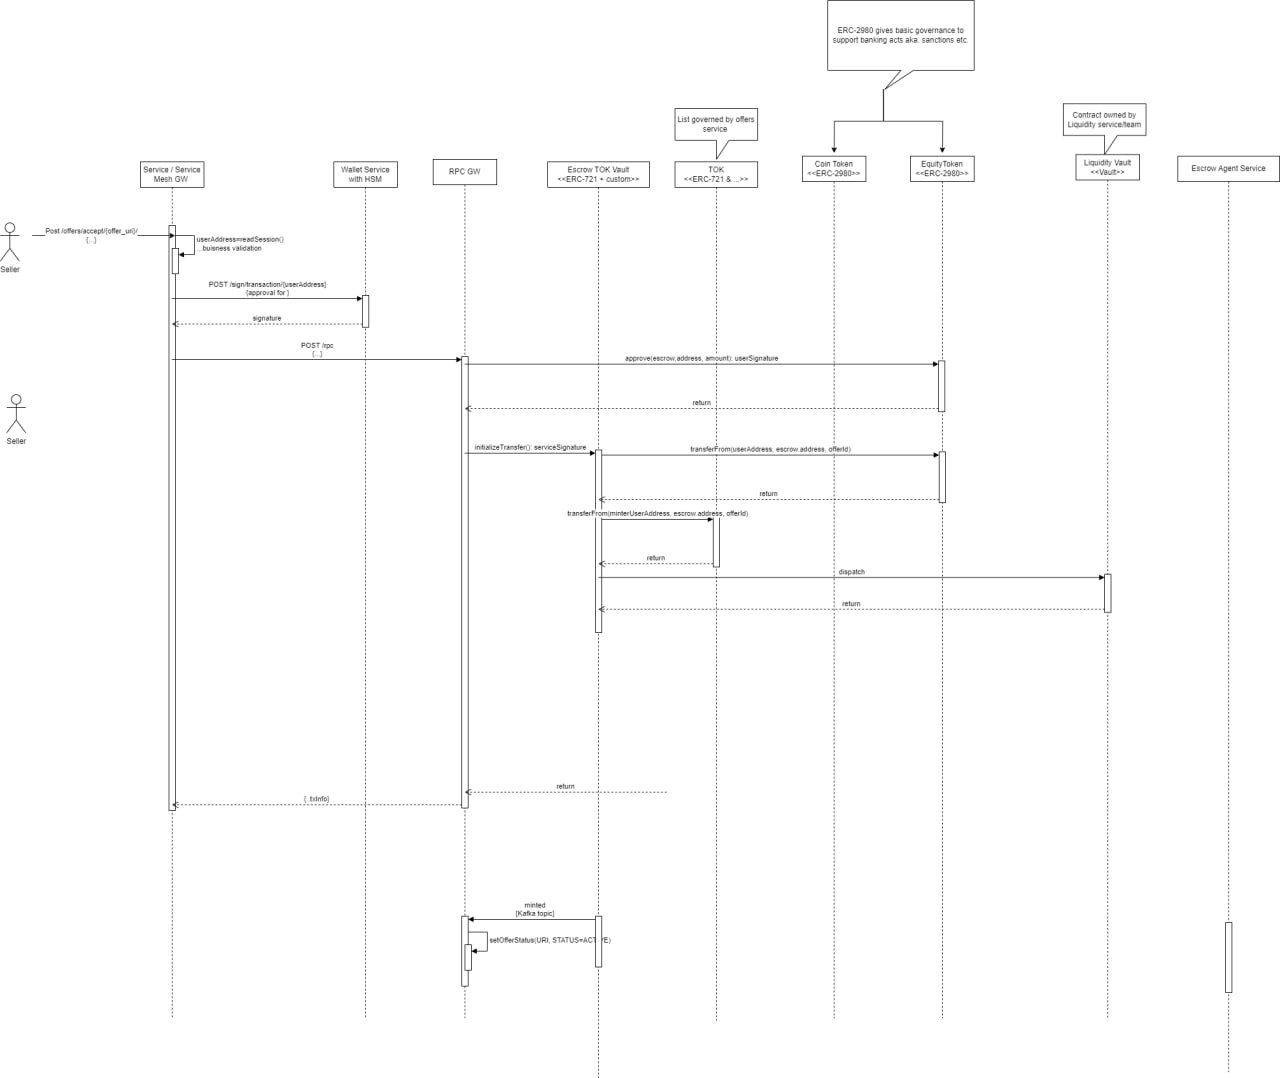 ERC-2980 gives basic governance to
support banking acts aka. sanctions etc.
List governed by offers
service
Contract owned by
Liquidity service/team
Service / Service
Mesh GW
Wallet Service
with HSM
RPC GW
Escrow TOK Vault
<<ERC-721 + custom>>
TOK
<<ERC-721 & ...>>
Coin Token
<<ERC-2980>>
EquityToken
<<ERC-2980>>
Liquidity Vault
<<Vault>>
Escrow Agent Service
Post /offers/accept/{offer_uri}/
{...}
userAddress=readSession()
...buisness validation
Seller
POST /sign/transaction/{userAddress}
{approval for }
signature
POST /rpc
{...}
approve(escrow,address, amount): userSignature
return
Seller
initializeTransfer(): serviceSignature
transferFrom(userAddress, escrow.address, offerId)
return
transferFrom(minterUserAddress, escrow.address, offerId)
return
dispatch
return
return
{..txInfo}
minted
[Kafka topic]
setOfferStatus(URI, STATUS=ACTIVE)